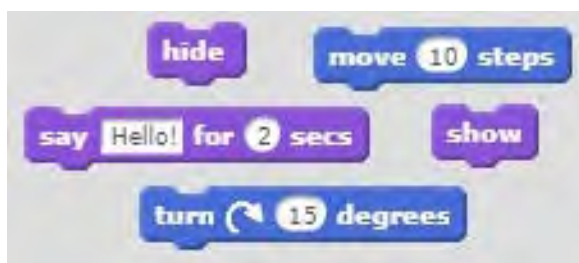 hide
move 10 steps
say Hello! for 2 secs
show
turn 15 degrees